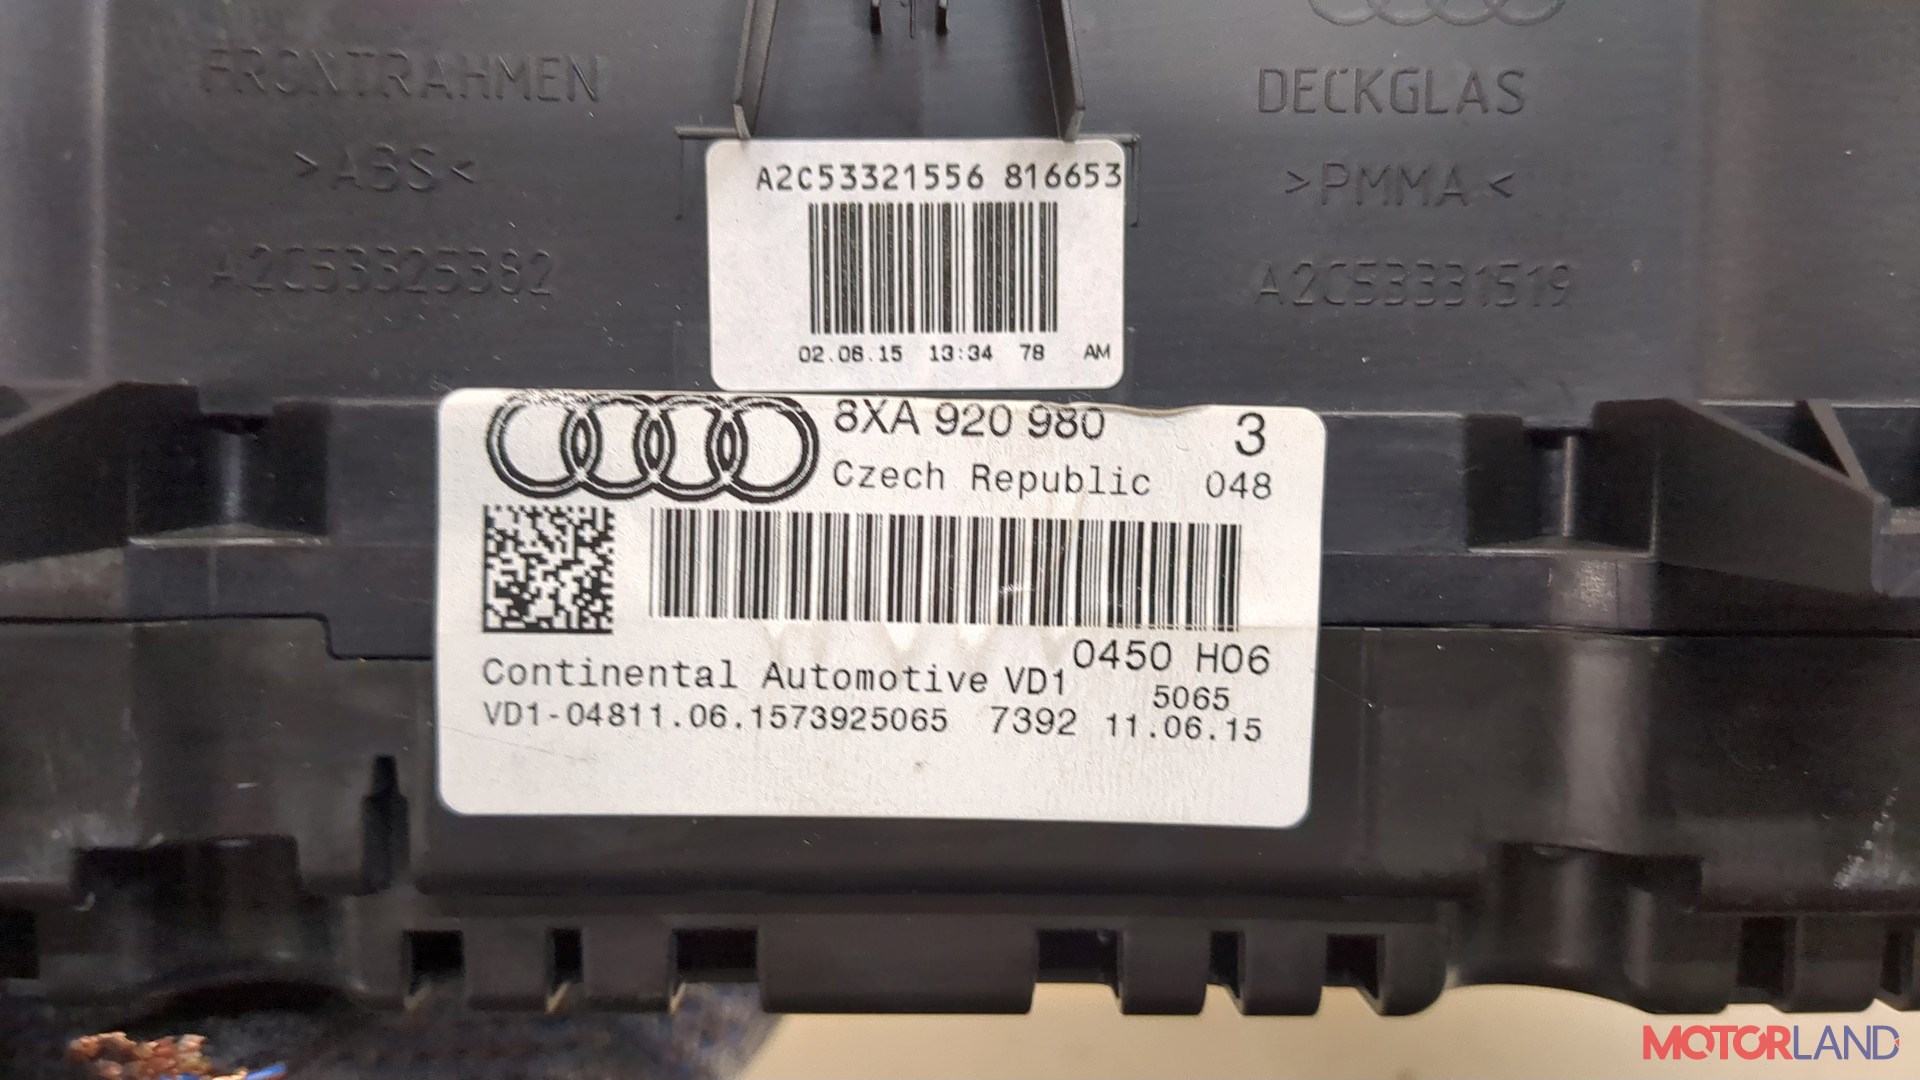 FRONTRAHMEN
>ABS<
A2C53325382
DECKGLAS
>PMMA<
A2C53331519
A2C53321556 816653
02.06.15 13:34 78 AM
8XA 920 980 3
Czech Republic 048
0450 H06
Continental Automotive VD1
5065
VD1-04811.06.1573925065 7392 11.06.15
MOTORLAND